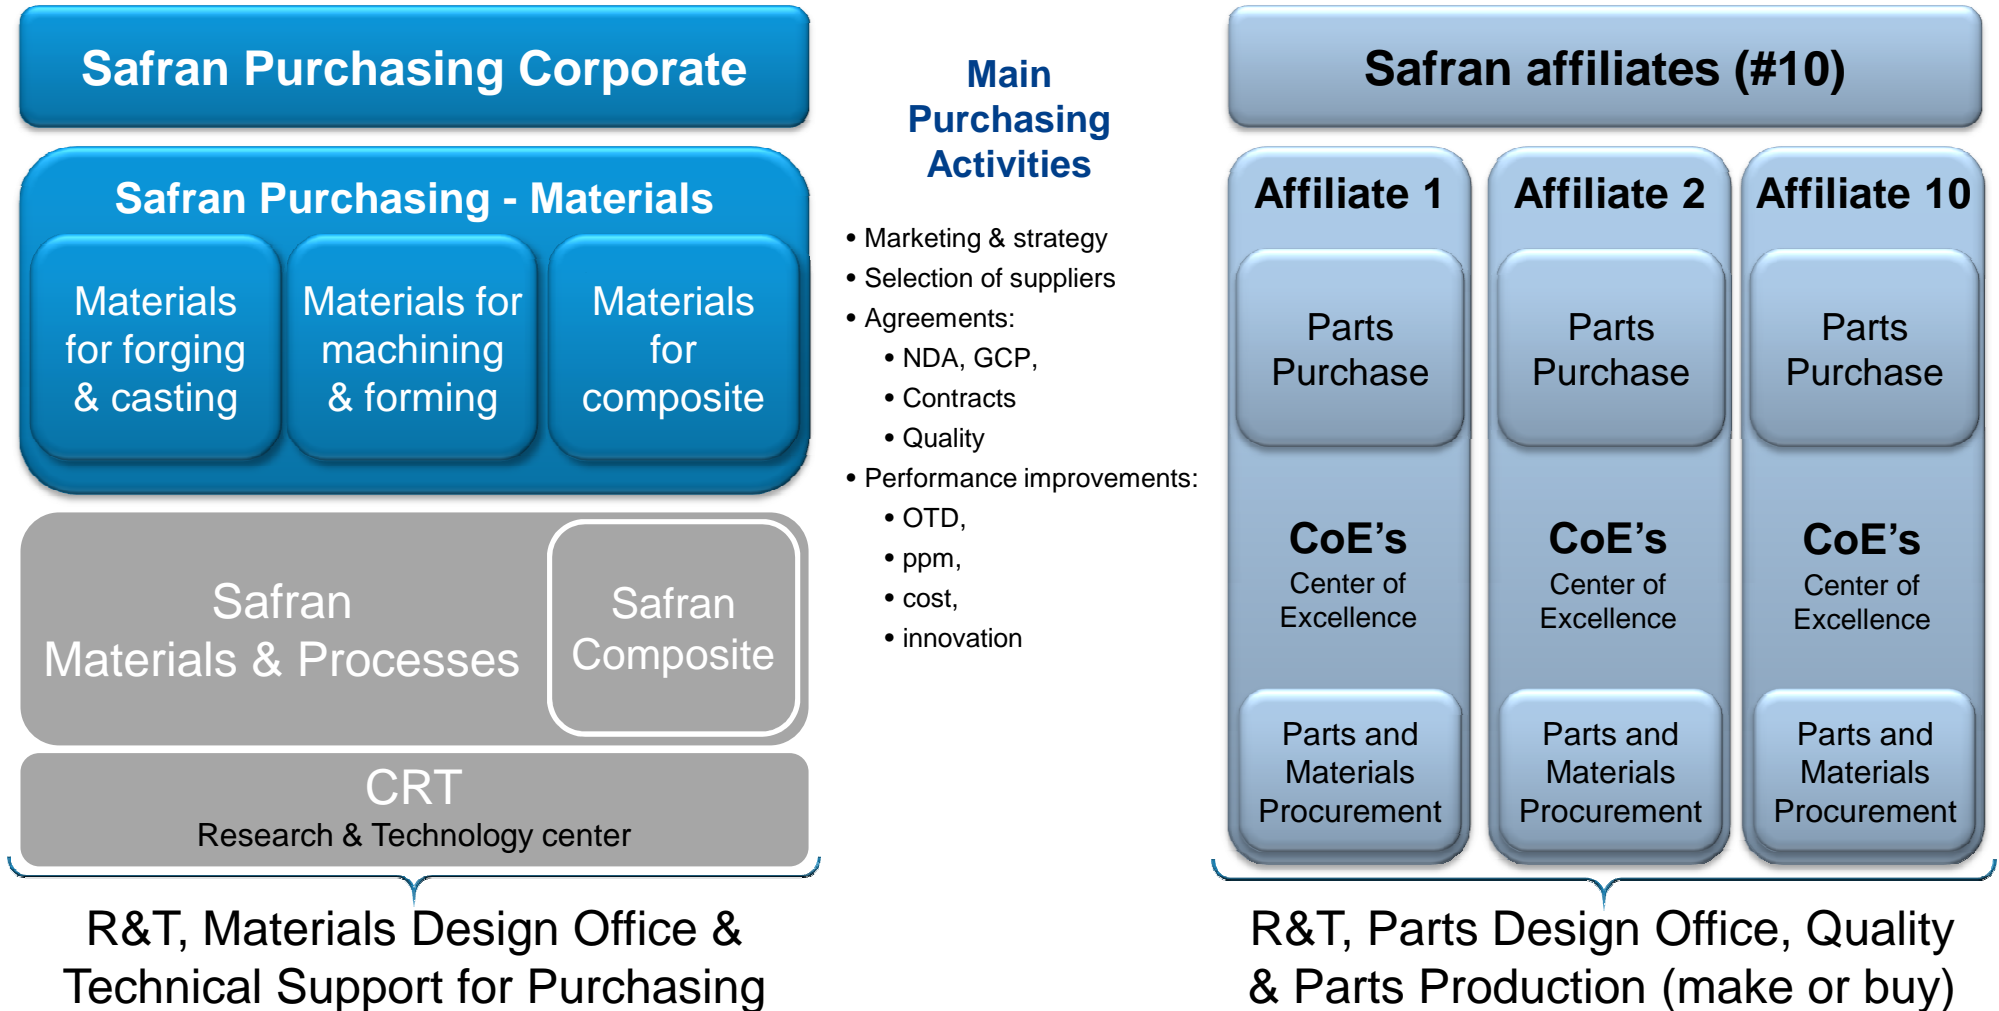 Safran Purchasing Corporate
Safran Purchasing - Materials
Materials
for forging
& casting
Materials for
machining
& forming
Materials
for
composite
Safran
Materials & Processes
Safran
Composite
CRT
Research & Technology center
R&T, Materials Design Office &
Technical Support for Purchasing
Main
Purchasing
Activities
• Marketing & strategy
• Selection of suppliers
• Agreements:
• NDA, GCP,
• Contracts
• Quality
• Performance improvements:
• OTD,
• ppm,
• cost,
• innovation
Safran affiliates (#10)
Affiliate 1
Parts
Purchase
CoE’s
Center of
Excellence
Parts and
Materials
Procurement
Affiliate 2
Parts
Purchase
CoE’s
Center of
Excellence
Parts and
Materials
Procurement
Affiliate 10
Parts
Purchase
CoE’s
Center of
Excellence
Parts and
Materials
Procurement
R&T, Parts Design Office, Quality
& Parts Production (make or buy)